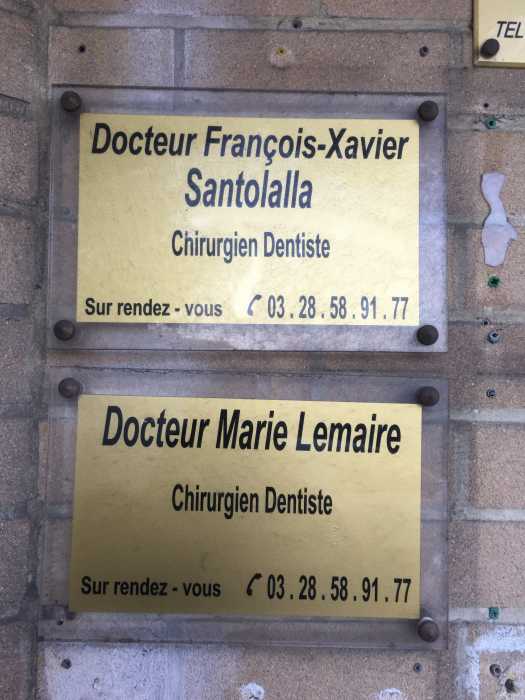 TEL
Docteur François-Xavier
Santolalla
Chirurgien Dentiste
Sur rendez - vous ✆ 03 . 28 . 58 . 91 . 77
Docteur Marie Lemaire
Chirurgien Dentiste
Sur rendez - vous ✆ 03 . 28 . 58 . 91 . 77